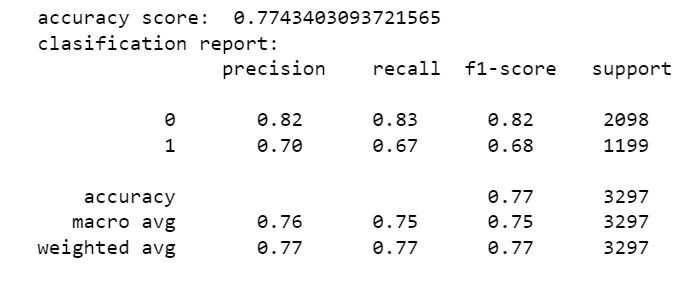 accuracy score:  0.7743403093721565
clasification report:
              precision    recall  f1-score   support

           0       0.82      0.83      0.82      2098
           1       0.70      0.67      0.68      1199

    accuracy                           0.77      3297
   macro avg       0.76      0.75      0.75      3297
weighted avg       0.77      0.77      0.77      3297